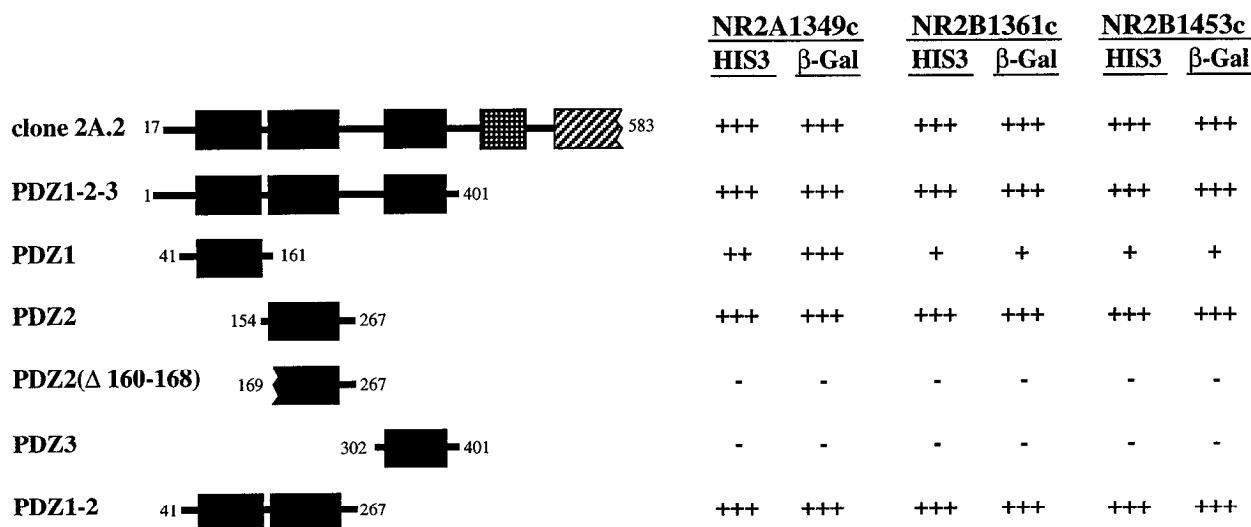 NR2A1349c NR2B1361c NR2B1453c
HIS3 β-Gal HIS3 β-Gal HIS3 β-Gal
clone 2A.2 17 583 +++ +++ +++ +++ +++ +++
PDZ1-2-3 1 401 +++ +++ +++ +++ +++ +++
PDZ1 41 161 ++ +++ + + + +
PDZ2 154 267 +++ +++ +++ +++ +++ +++
PDZ2(Δ 160-168) 169 267 - - - - - -
PDZ3 302 401 - - - - - -
PDZ1-2 41 267 +++ +++ +++ +++ +++ +++